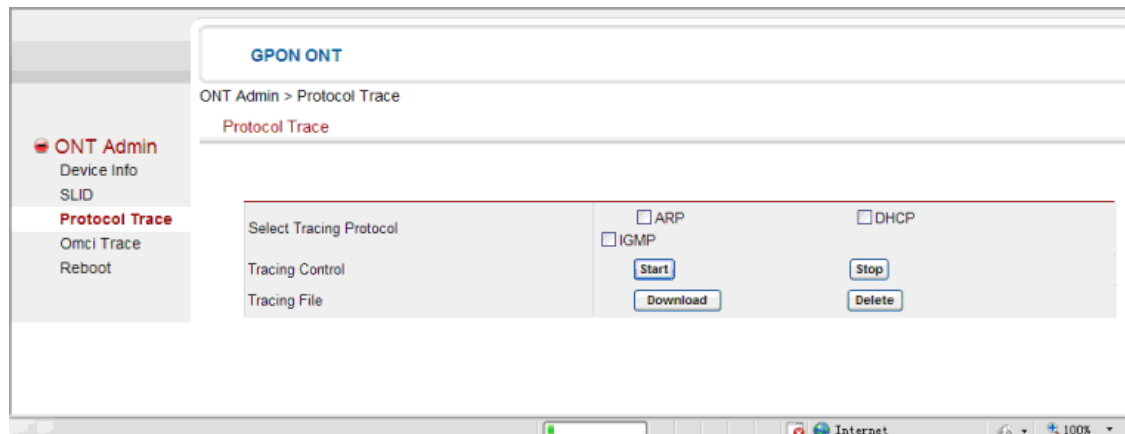 GPON ONT
ONT Admin > Protocol Trace
Protocol Trace
ONT Admin
Device Info
SLID
Protocol Trace
Omci Trace
Reboot
Select Tracing Protocol
ARP
DHCP
IGMP
Tracing Control
Start
Stop
Tracing File
Download
Delete
Internet
100%